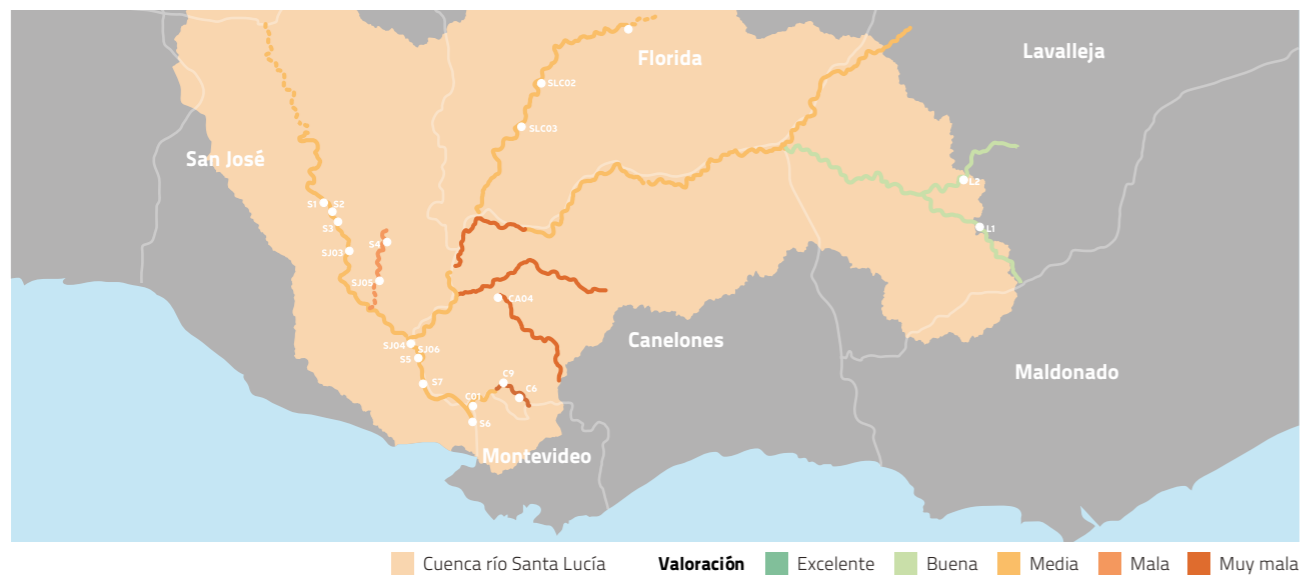 Florida
Lavalleja
SLC02
SLC03
San José
L2
S1
S2
S3
L1
S4
SJ03
SJ05
CA04
Canelones
SJ04
SJ06
S5
Maldonado
S7
C9
C6
C01
S6
Montevideo
Cuenca río Santa Lucía Valoración Excelente Buena Media Mala Muy mala